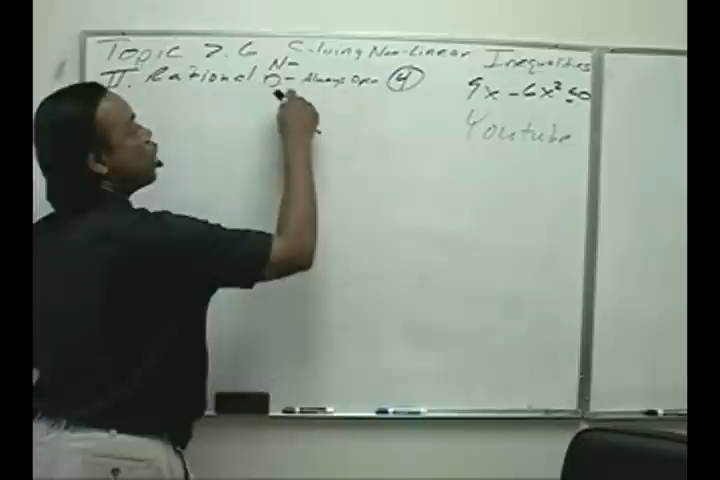 Topic 7.6 Solving Non-Linear Inequalities
N-
II. Rational D- Always Open 4
9x - 6x² ≤ 0
Youtube